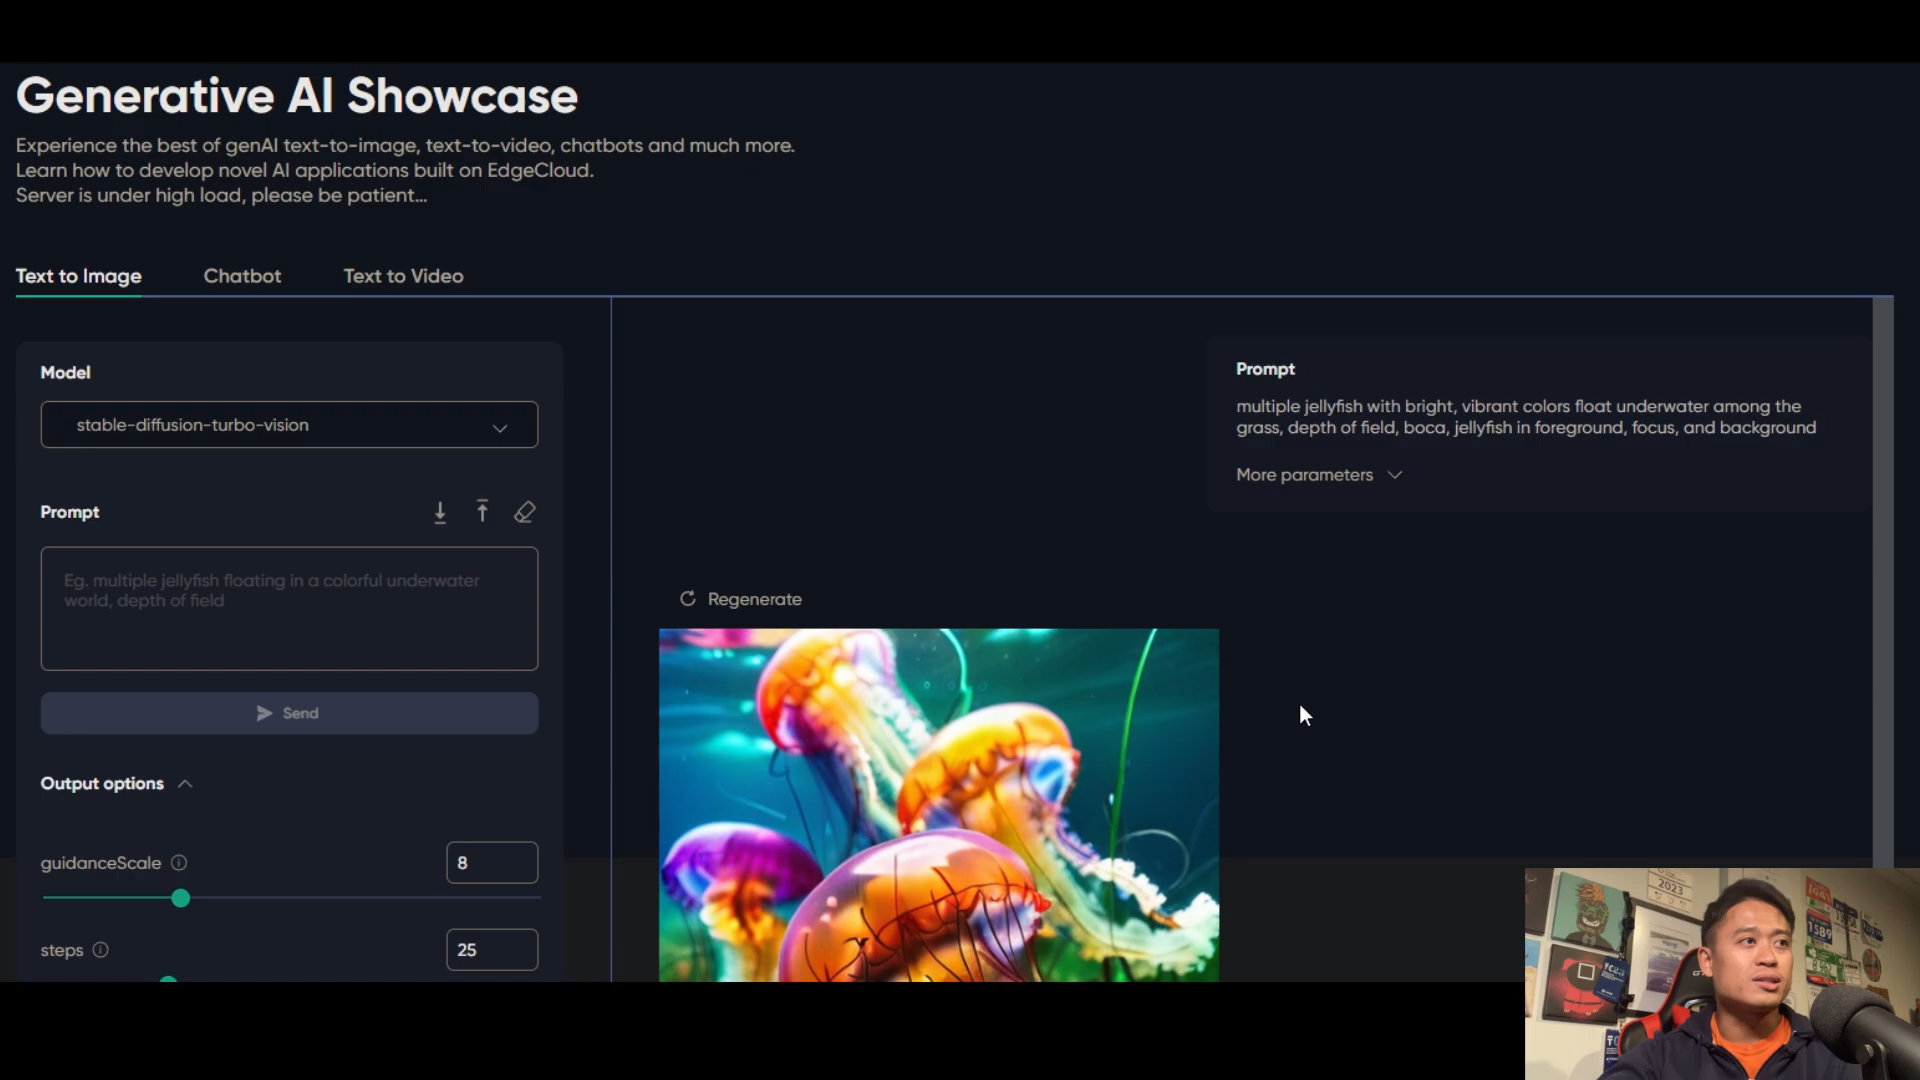 Generative AI Showcase
Experience the best of genAI text-to-image, text-to-video, chatbots and much more.
Learn how to develop novel AI applications built on EdgeCloud.
Server is under high load, please be patient...
Text to Image
Chatbot
Text to Video
Model
stable-diffusion-turbo-vision
Prompt
Eg. multiple jellyfish floating in a colorful underwater
world, depth of field
Send
Output options
guidanceScale
8
steps
25
Prompt
multiple jellyfish with bright, vibrant colors float underwater among the
grass, depth of field, boca, jellyfish in foreground, focus, and background
More parameters
Regenerate
2023
1589